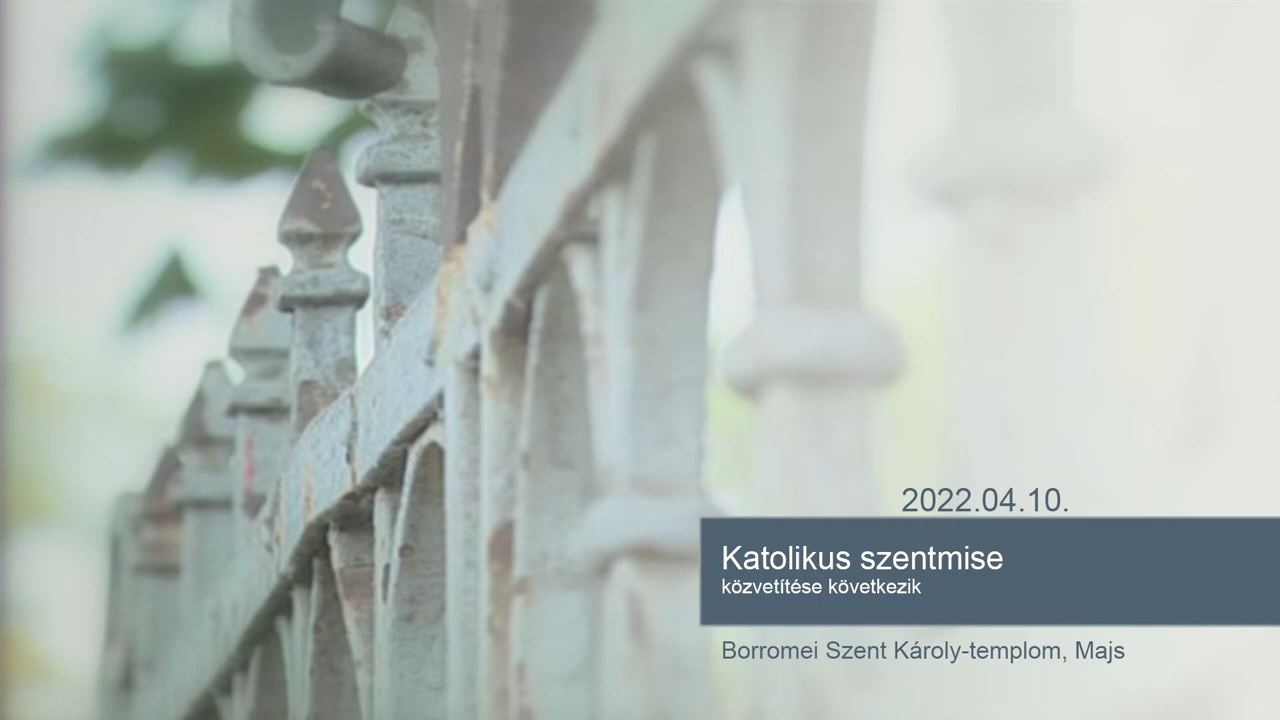 2022.04.10.
Katolikus szentmise
közvetítése következik
Borromei Szent Károly-templom, Majs